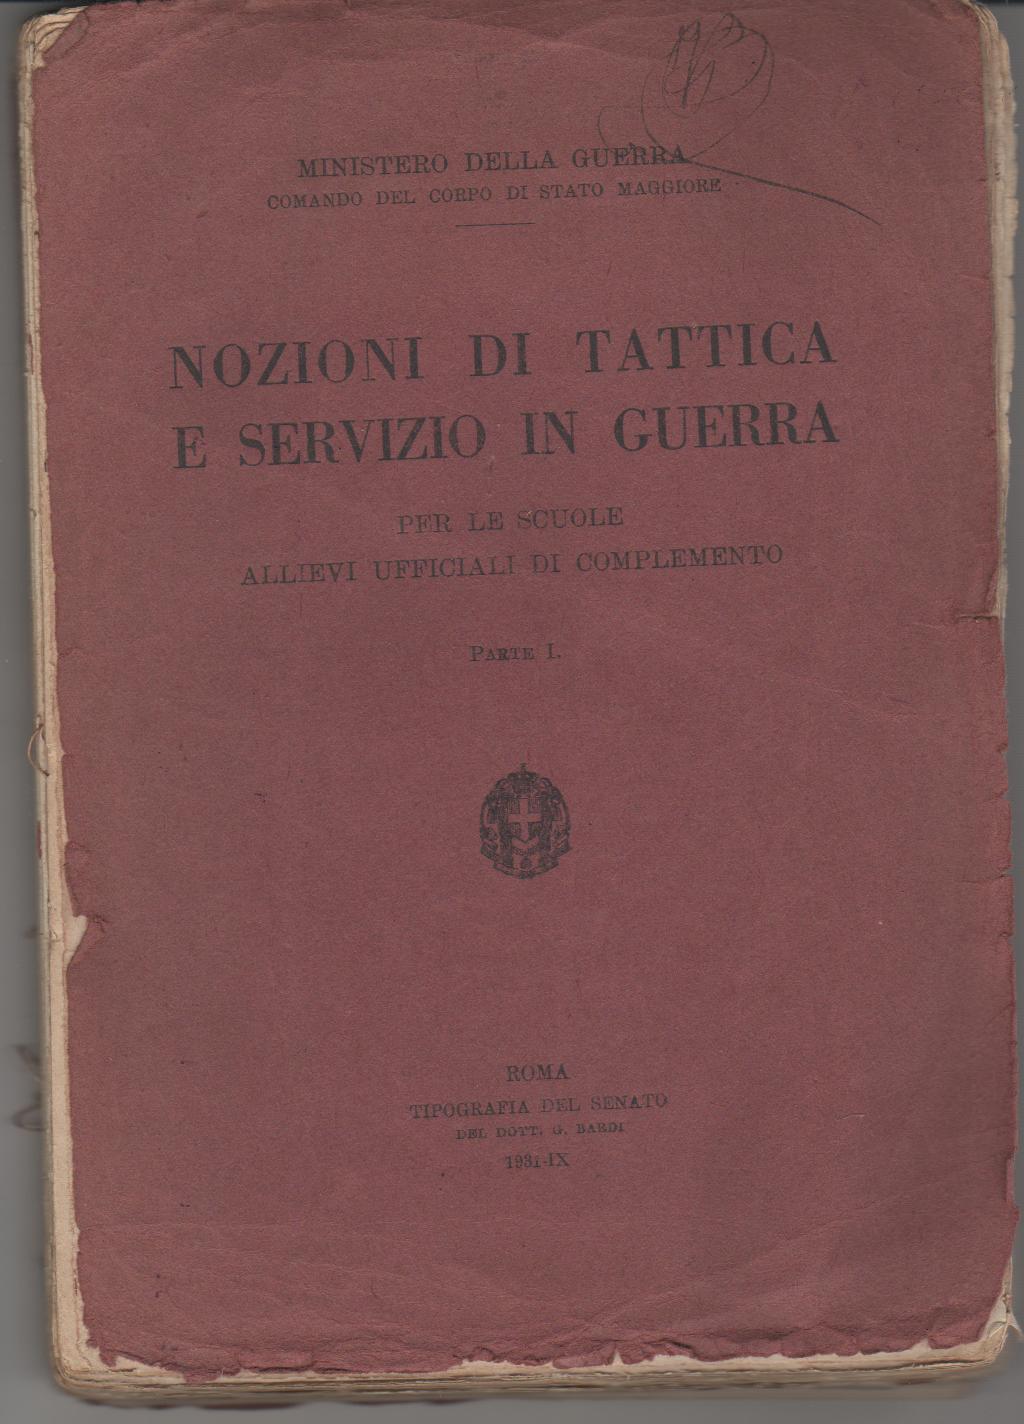 MINISTERO DELLA GUERRA
COMANDO DEL CORPO DI STATO MAGGIORE
NOZIONI DI TATTICA
E SERVIZIO IN GUERRA
PER LE SCUOLE
ALLIEVI UFFICIALI DI COMPLEMENTO
PARTE I.
ROMA
TIPOGRAFIA DEL SENATO
DEL DOTT. G. BARDI
1931-IX